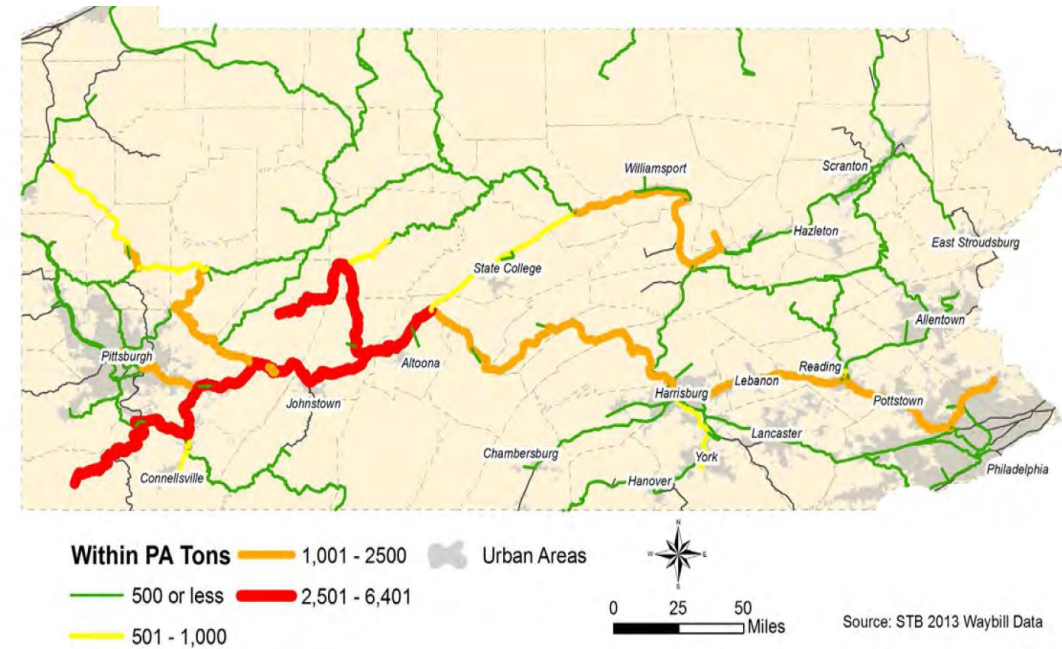 Williamsport
Scranton
Hazleton
East Stroudsburg
State College
Allentown
Pittsburgh
Altoona
Reading
Lebanon
Harrisburg
Pottstown
Johnstown
Lancaster
Chambersburg
Philadelphia
Connellsville
York
Hanover
Within PA Tons
1,001 - 2500
Urban Areas
500 or less
2,501 - 6,401
501 - 1,000
N
W
E
S
0 25 50
Miles
Source: STB 2013 Waybill Data